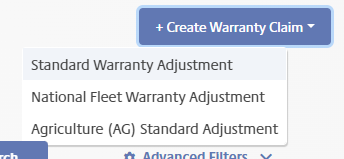 + Create Warranty Claim
Standard Warranty Adjustment
National Fleet Warranty Adjustment
Agriculture (AG) Standard Adjustment
Advanced Filters